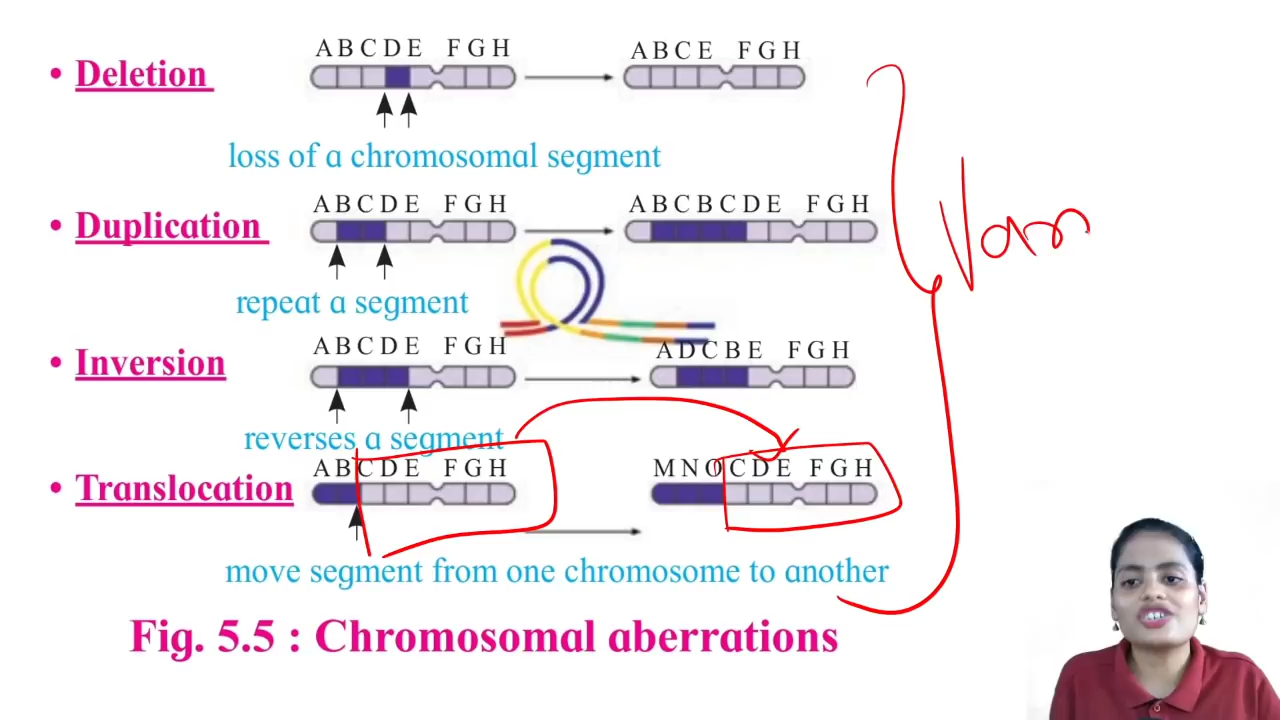 ABCDE FGH ABCE FGH
• Deletion
loss of a chromosomal segment
ABCDE FGH ABCBCDE FGH
• Duplication
repeat a segment
ABCDE FGH ADCBE FGH
• Inversion
reverses a segment
ABCDE FGH MNOCDE FGH
• Translocation
move segment from one chromosome to another
Fig. 5.5 : Chromosomal aberrations